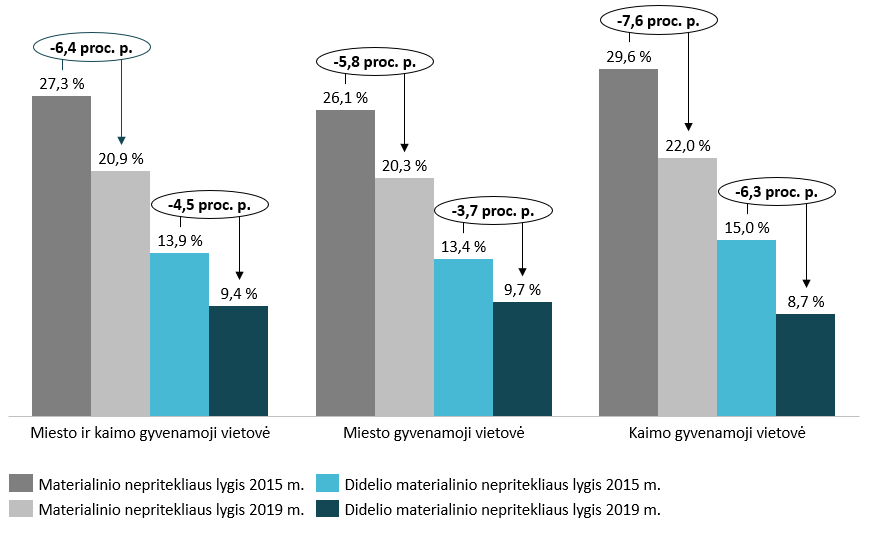 -6,4 proc. p.
27,3 %
20,9 %
-4,5 proc. p.
13,9 %
9,4 %
-5,8 proc. p.
26,1 %
20,3 %
-3,7 proc. p.
13,4 %
9,7 %
-7,6 proc. p.
29,6 %
22,0 %
-6,3 proc. p.
15,0 %
8,7 %
Miesto ir kaimo gyvenamoji vietovė
Miesto gyvenamoji vietovė
Kaimo gyvenamoji vietovė
Materialinio nepritekliaus lygis 2015 m.
Didelio materialinio nepritekliaus lygis 2015 m.
Materialinio nepritekliaus lygis 2019 m.
Didelio materialinio nepritekliaus lygis 2019 m.